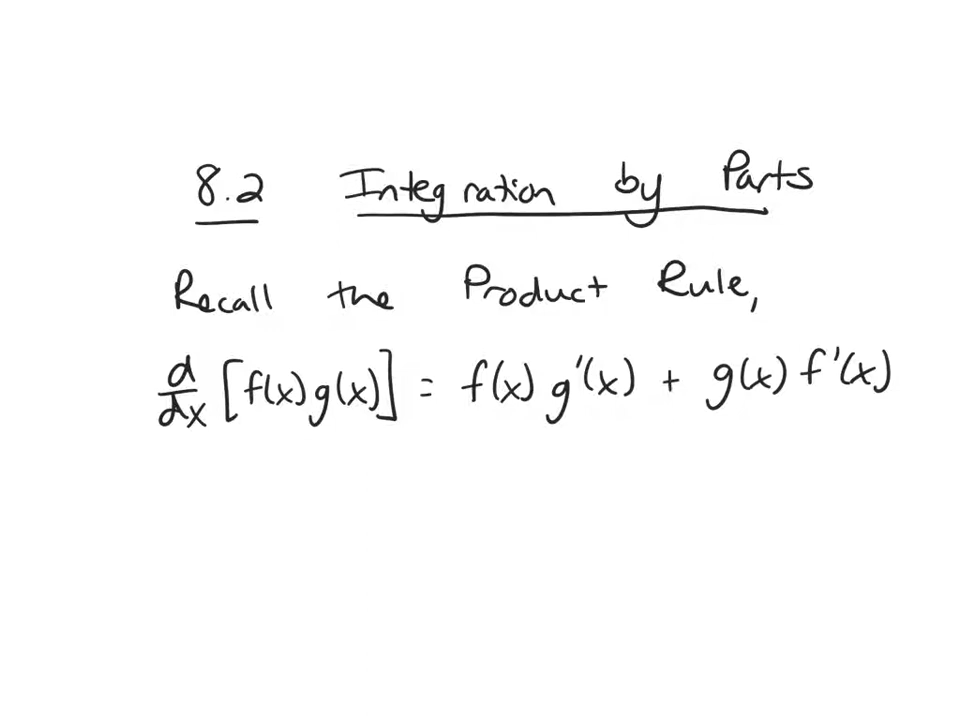 8.2 Integration by Parts
Recall the Product Rule,
d/dx [f(x)g(x)] = f(x)g'(x) + g(x)f'(x)